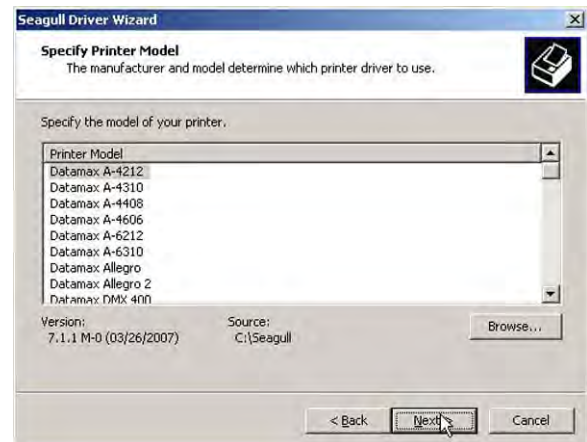 Seagull Driver Wizard
Specify Printer Model
The manufacturer and model determine which printer driver to use.
Specify the model of your printer.
Printer Model
Datamax A-4212
Datamax A-4310
Datamax A-4408
Datamax A-4606
Datamax A-6212
Datamax A-6310
Datamax Allegro
Datamax Allegro 2
Datamax DMX 400
Version: Source:
7.1.1 M-0 (03/26/2007) C:\Seagull
Browse...
< Back Next > Cancel